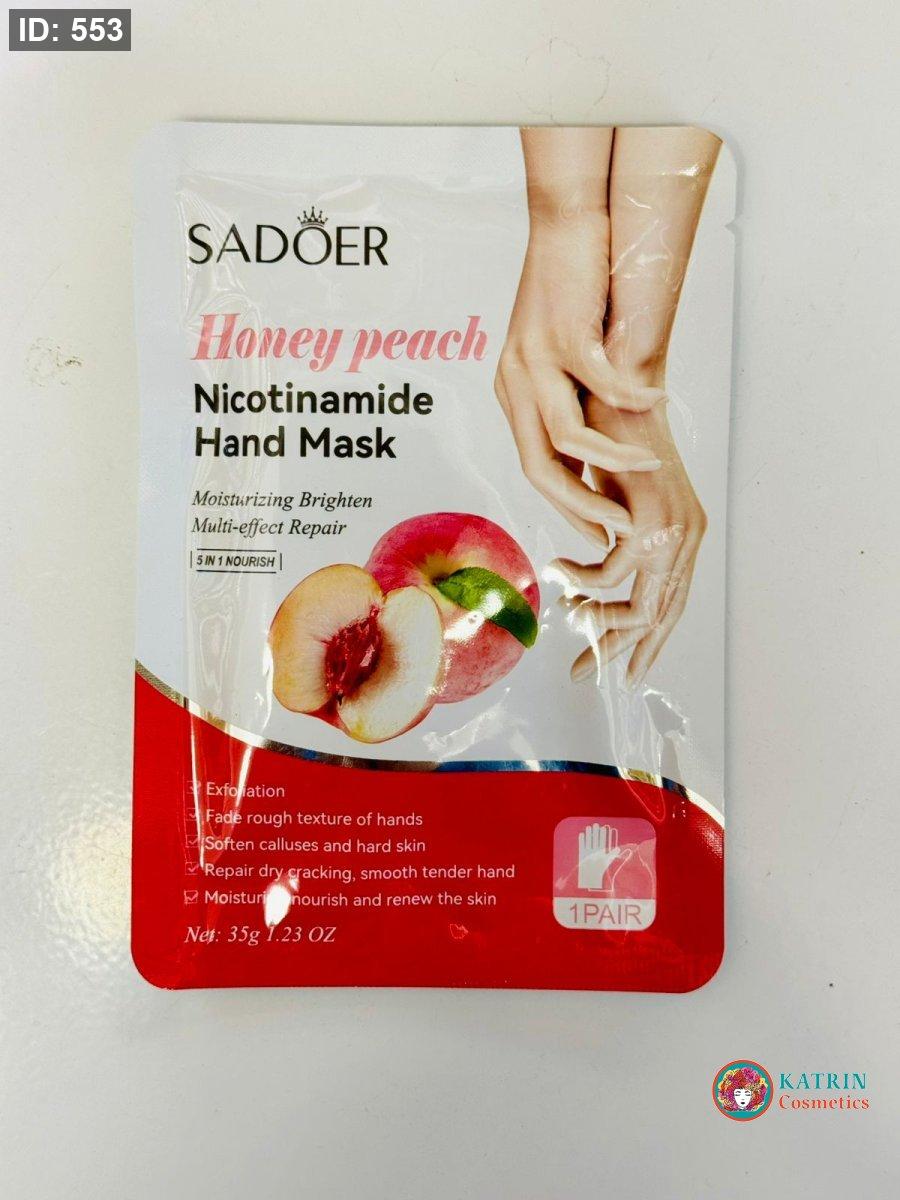 ID: 553
SADOER
Honey peach
Nicotinamide
Hand Mask
Moisturizing Brighten
Multi-effect Repair
5 IN 1 NOURISH
Exfoliation
Fade rough texture of hands
Soften calluses and hard skin
Repair dry cracking, smooth tender hand
nourish and renew the skin
1PAIR
Net: 35g 1.23 OZ
KATRIN
Cosmetics